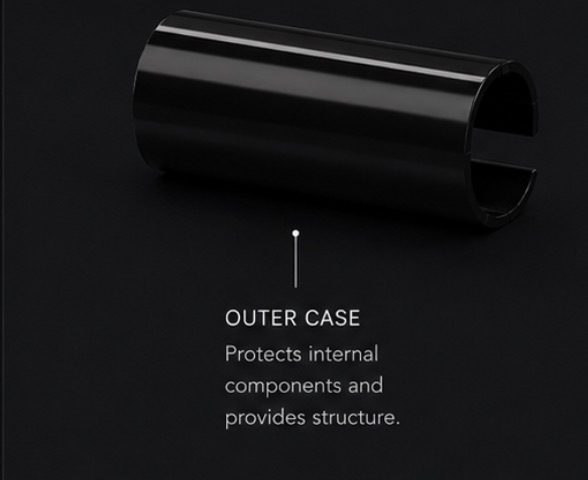 OUTER CASE
Protects internal
components and
provides structure.